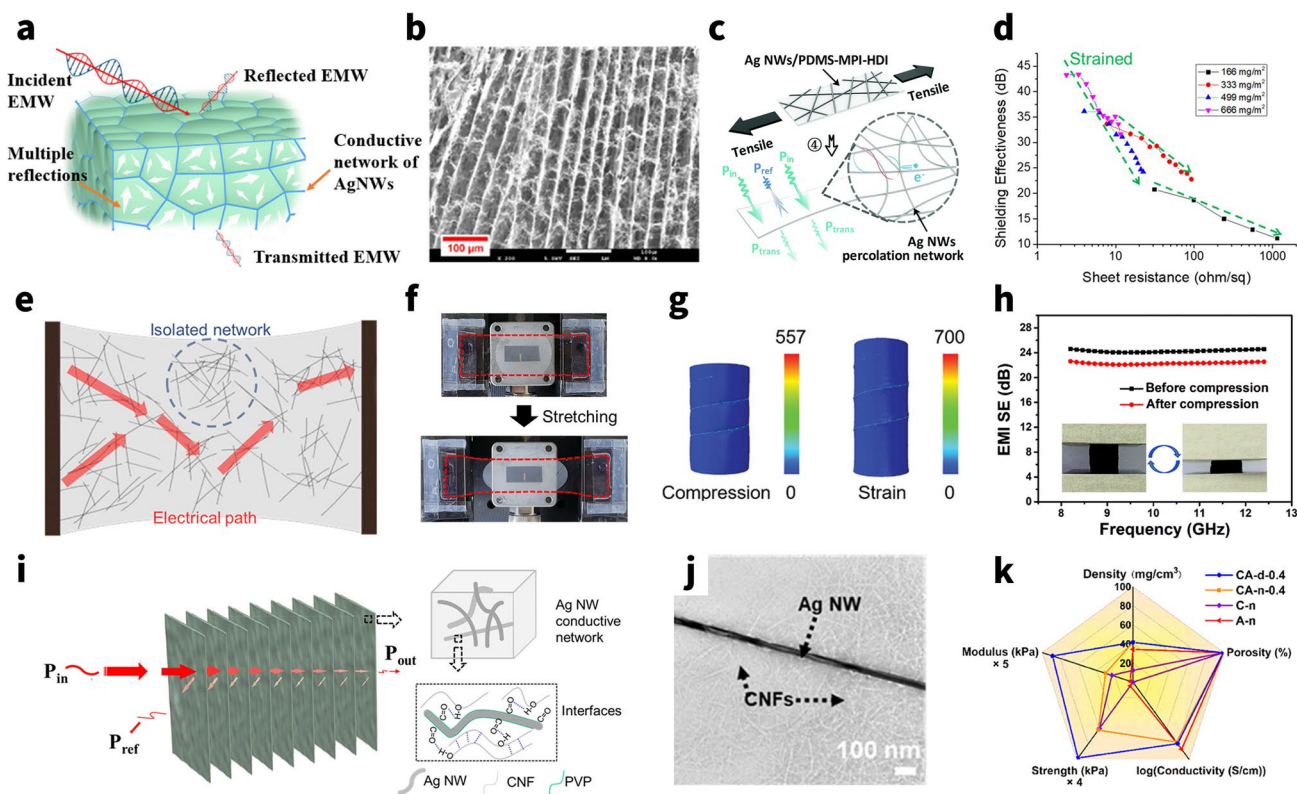 a
Incident
EMW
Reflected EMW
Multiple
reflections
Conductive
network of
AgNWs
Transmitted EMW
b
100 μm
c
Ag NWs/PDMS-MPI-HDI
Tensile
Tensile
④
Pin
Pref
Pin
e-
Ptrans
Ptrans
Ag NWs
percolation network
d
Strained
166 mg/m²
333 mg/m²
499 mg/m²
666 mg/m²
Shielding Effectiveness (dB)
45
40
35
30
25
20
15
10
1
10
100
1000
Sheet resistance (ohm/sq)
e
Isolated network
Electrical path
f
Stretching
g
557
700
Compression
0
Strain
0
h
EMI SE (dB)
28
24
20
16
12
8
4
0
Before compression
After compression
8
9
10
11
12
13
Frequency (GHz)
i
Pin
Pref
Pout
Ag NW
conductive
network
Interfaces
Ag NW
CNF
PVP
j
Ag NW
CNFs
100 nm
k
Density (mg/cm³)
100
80
60
40
20
CA-d-0.4
CA-n-0.4
C-n
A-n
Modulus (kPa)
× 5
Porosity (%)
Strength (kPa)
× 4
log(Conductivity (S/cm))